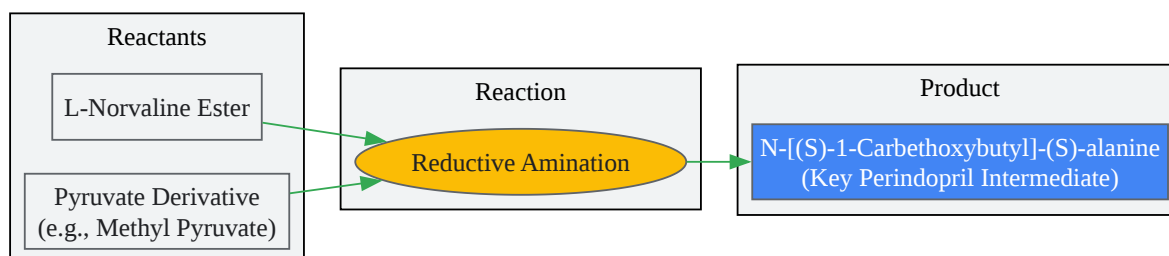 Reactants
L-Norvaline Ester
Pyruvate Derivative
(e.g., Methyl Pyruvate)
Reaction
Reductive Amination
Product
N-[(S)-1-Carbethoxybutyl]-(S)-alanine
(Key Perindopril Intermediate)